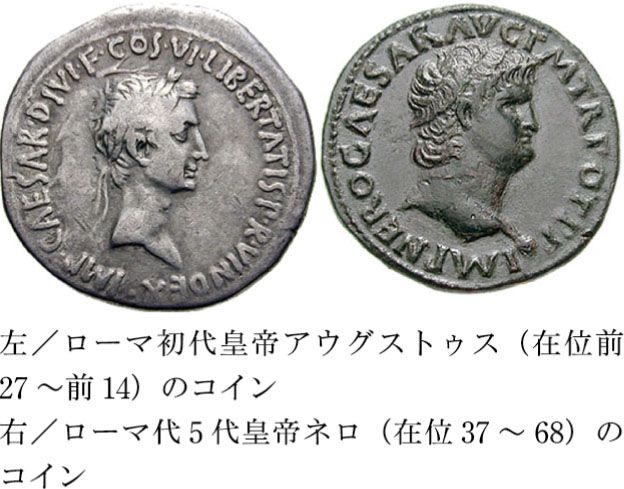 IMP·CAESAR·DIVI·F·COS·VI·LIBERTATIS·P·R·VINDEX
IMP NERO CAESAR AVG P M TR POT P P
左／ローマ初代皇帝アウグストゥス（在位前
27～前14）のコイン
右／ローマ代5代皇帝ネロ（在位37～68）の
コイン